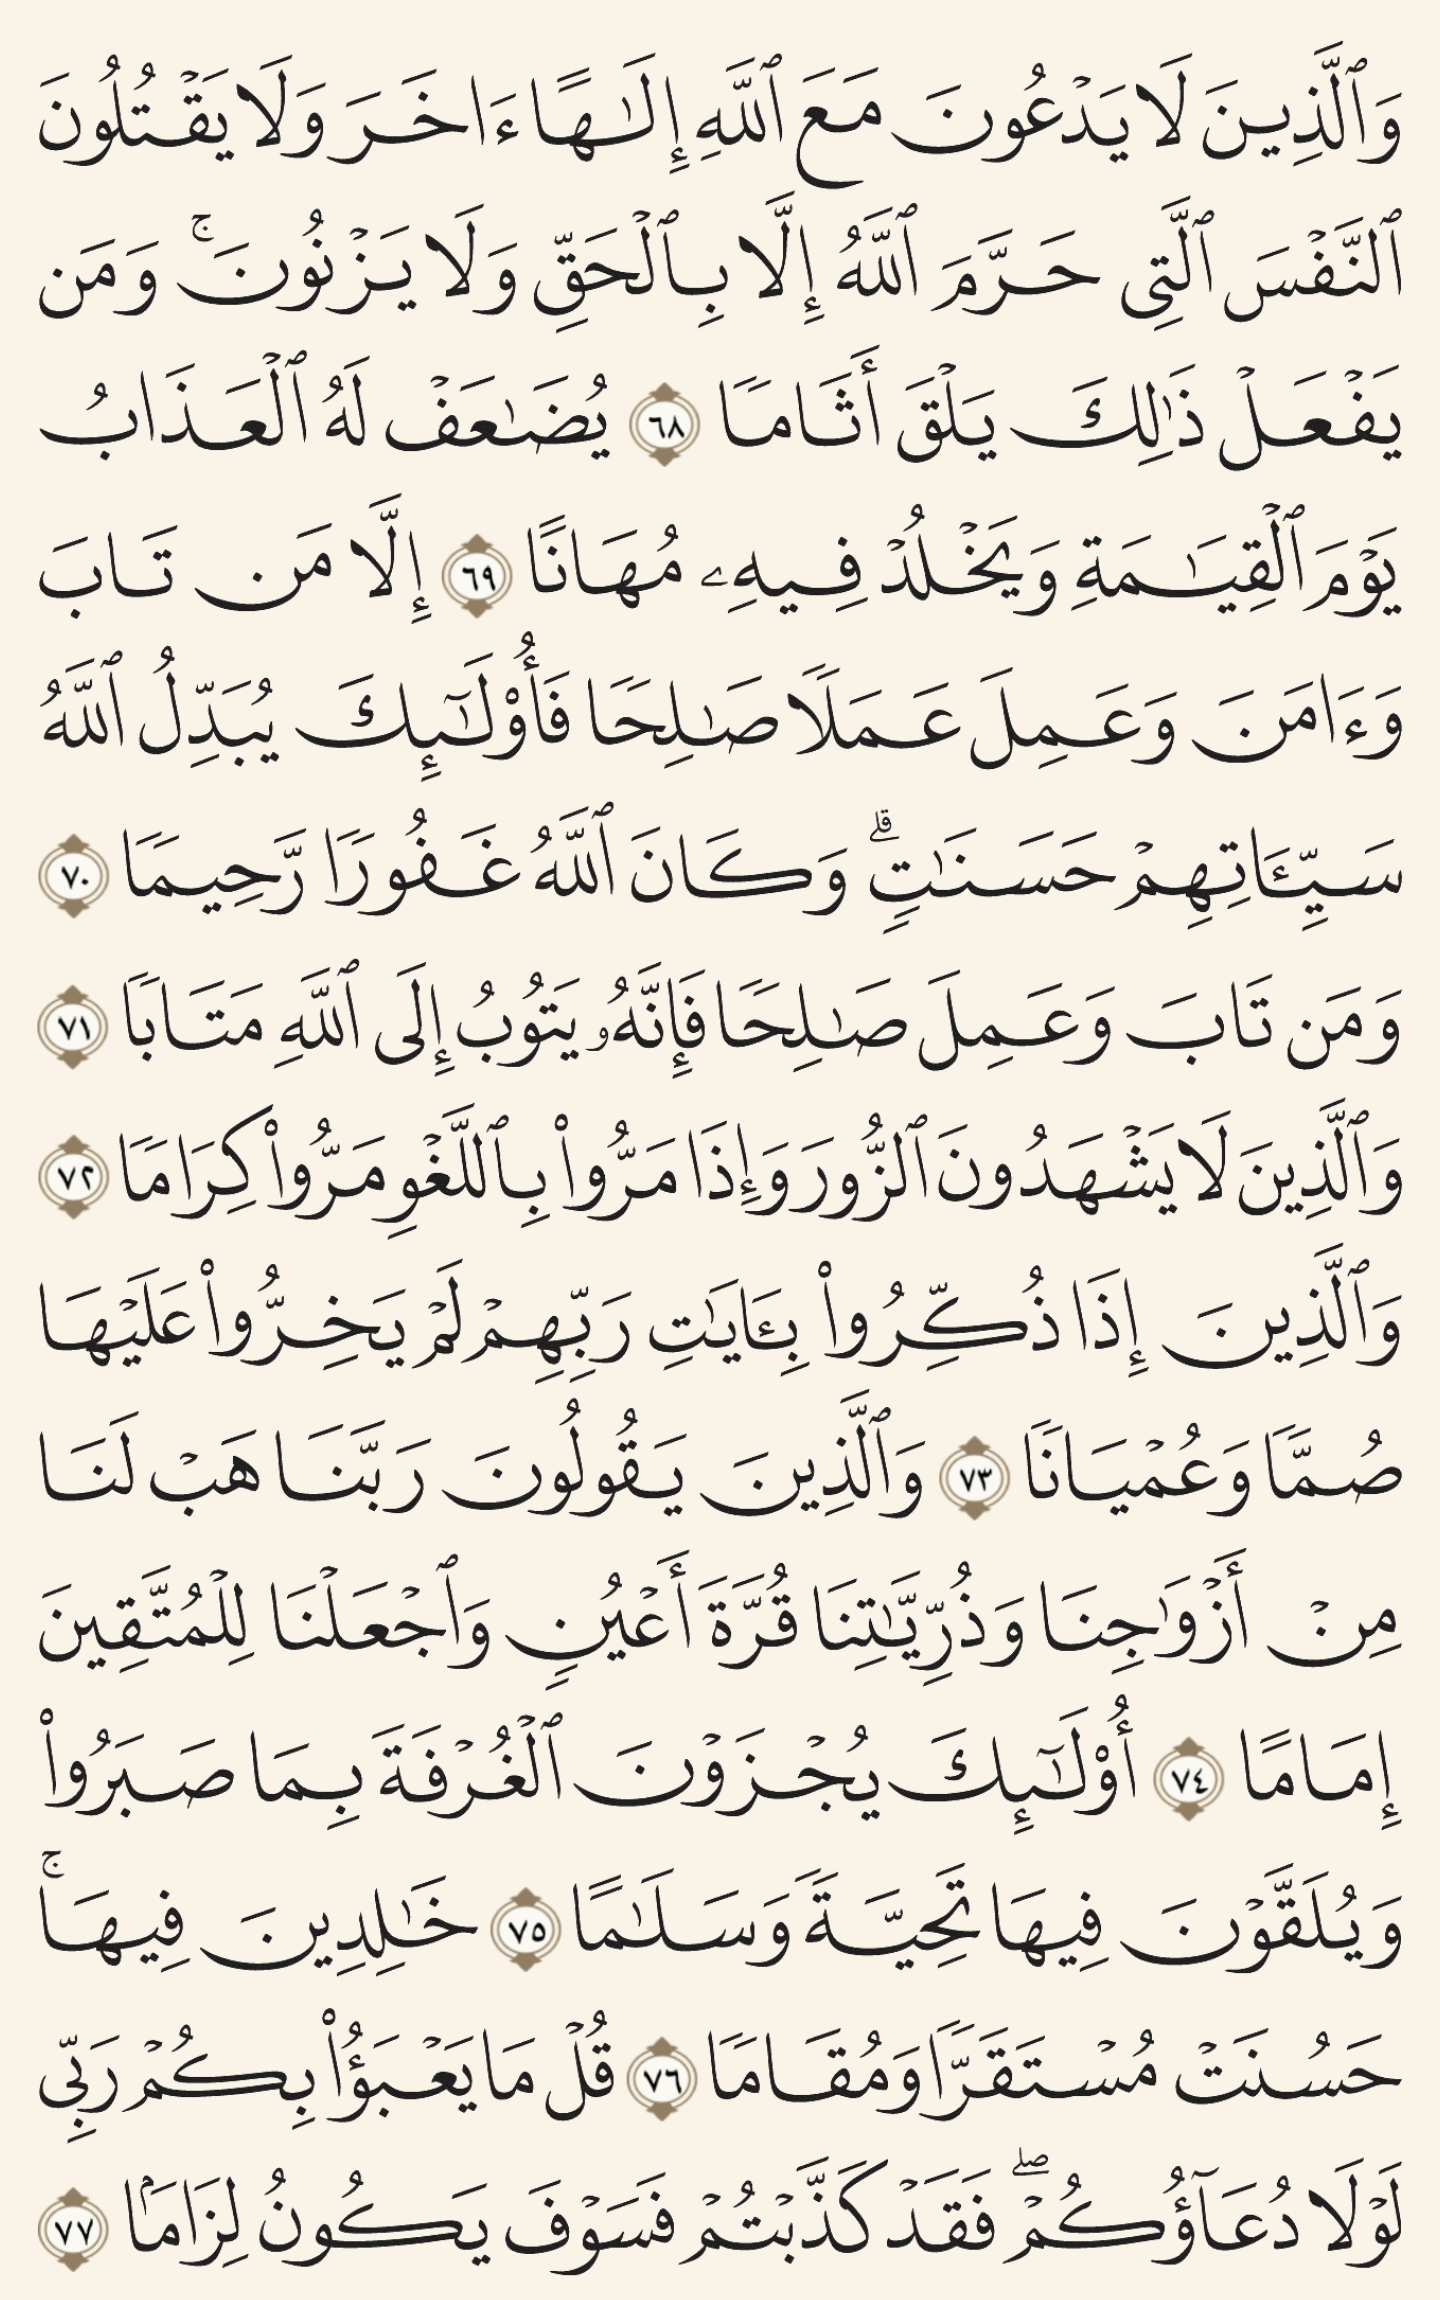 وَٱلَّذِينَ لَا يَدۡعُونَ مَعَ ٱللَّهِ إِلَـٰهًا ءَاخَرَ وَلَا يَقۡتُلُونَ
ٱلنَّفۡسَ ٱلَّتِى حَرَّمَ ٱللَّهُ إِلَّا بِٱلۡحَقِّ وَلَا يَزۡنُونَۚ وَمَن
يَفۡعَلۡ ذَٰلِكَ يَلۡقَ أَثَامًا ٦٨ يُضَـٰعَفۡ لَهُ ٱلۡعَذَابُ
يَوۡمَ ٱلۡقِيَـٰمَةِ وَيَخۡلُدۡ فِيهِۦ مُهَانًا ٦٩ إِلَّا مَن تَابَ
وَءَامَنَ وَعَمِلَ عَمَلًا صَـٰلِحًا فَأُو۟لَـٰٓئِكَ يُبَدِّلُ ٱللَّهُ
سَيِّـَٔاتِهِمۡ حَسَنَـٰتٍۗ وَكَانَ ٱللَّهُ غَفُورًا رَّحِيمًا ٧٠
وَمَن تَابَ وَعَمِلَ صَـٰلِحًا فَإِنَّهُۥ يَتُوبُ إِلَى ٱللَّهِ مَتَابًا ٧١
وَٱلَّذِينَ لَا يَشۡهَدُونَ ٱلزُّورَ وَإِذَا مَرُّوا۟ بِٱللَّغۡوِ مَرُّوا۟ كِرَامًا ٧٢
وَٱلَّذِينَ إِذَا ذُكِّرُوا۟ بِـَٔايَـٰتِ رَبِّهِمۡ لَمۡ يَخِرُّوا۟ عَلَيۡهَا
صُمًّا وَعُمۡيَانًا ٧٣ وَٱلَّذِينَ يَقُولُونَ رَبَّنَا هَبۡ لَنَا
مِنۡ أَزۡوَٰجِنَا وَذُرِّيَّـٰتِنَا قُرَّةَ أَعۡيُنٍ وَٱجۡعَلۡنَا لِلۡمُتَّقِينَ
إِمَامًا ٧٤ أُو۟لَـٰٓئِكَ يُجۡزَوۡنَ ٱلۡغُرۡفَةَ بِمَا صَبَرُوا۟
وَيُلَقَّوۡنَ فِيهَا تَحِيَّةً وَسَلَـٰمًا ٧٥ خَـٰلِدِينَ فِيهَاۚ
حَسُنَتۡ مُسۡتَقَرًّا وَمُقَامًا ٧٦ قُلۡ مَا يَعۡبَؤُا۟ بِكُمۡ رَبِّى
لَوۡلَا دُعَآؤُكُمۡۖ فَقَدۡ كَذَّبۡتُمۡ فَسَوۡفَ يَكُونُ لِزَامَۢا ٧٧